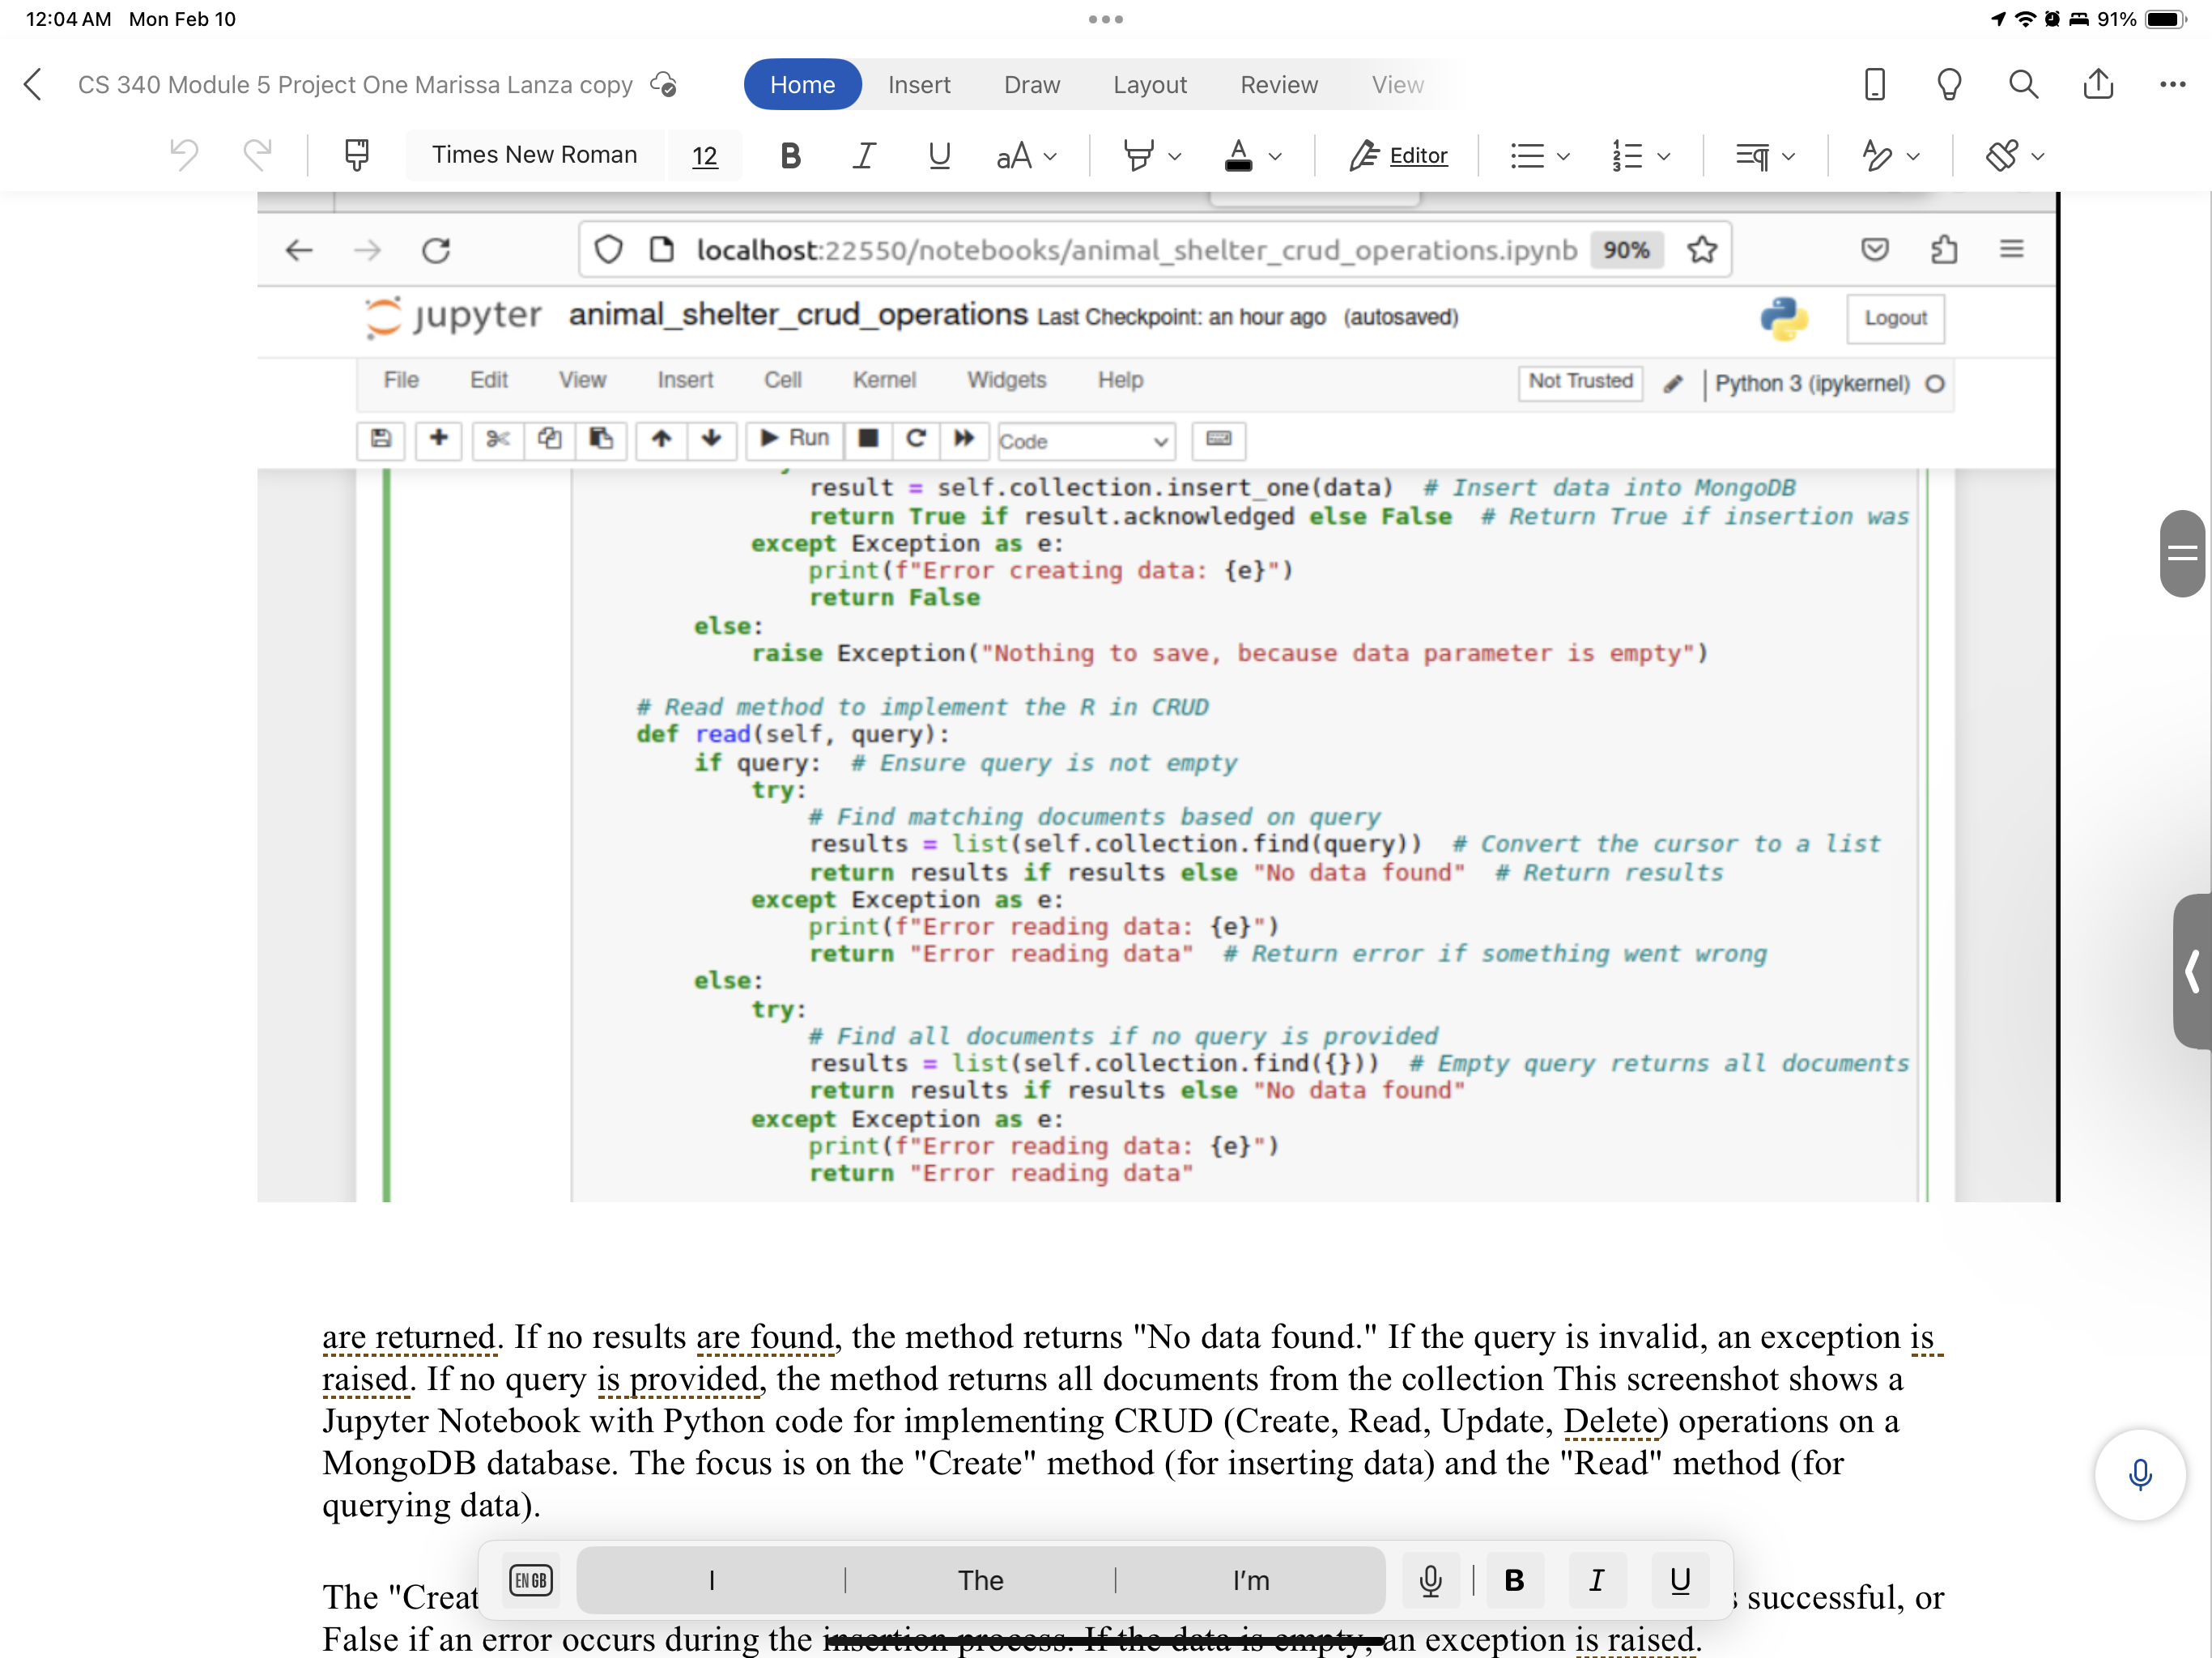 12:04 AM Mon Feb 10
91%
CS 340 Module 5 Project One Marissa Lanza copy
Home Insert Draw Layout Review View
Times New Roman 12 B I U aA A Editor
localhost:22550/notebooks/animal_shelter_crud_operations.ipynb 90%
jupyter animal_shelter_crud_operations Last Checkpoint: an hour ago (autosaved)
Logout
File Edit View Insert Cell Kernel Widgets Help
Not Trusted Python 3 (ipykernel)
Run Code
result = self.collection.insert_one(data) # Insert data into MongoDB
return True if result.acknowledged else False # Return True if insertion was
except Exception as e:
print(f"Error creating data: {e}")
return False
else:
raise Exception("Nothing to save, because data parameter is empty")
# Read method to implement the R in CRUD
def read(self, query):
if query: # Ensure query is not empty
try:
# Find matching documents based on query
results = list(self.collection.find(query)) # Convert the cursor to a list
return results if results else "No data found" # Return results
except Exception as e:
print(f"Error reading data: {e}")
return "Error reading data" # Return error if something went wrong
else:
try:
# Find all documents if no query is provided
results = list(self.collection.find({})) # Empty query returns all documents
return results if results else "No data found"
except Exception as e:
print(f"Error reading data: {e}")
return "Error reading data"
are returned. If no results are found, the method returns "No data found." If the query is invalid, an exception is
raised. If no query is provided, the method returns all documents from the collection This screenshot shows a
Jupyter Notebook with Python code for implementing CRUD (Create, Read, Update, Delete) operations on a
MongoDB database. The focus is on the "Create" method (for inserting data) and the "Read" method (for
querying data).
EN GB I The I'm B I U
The "Creat successful, or
False if an error occurs during the insertion process. If the data is empty, an exception is raised.